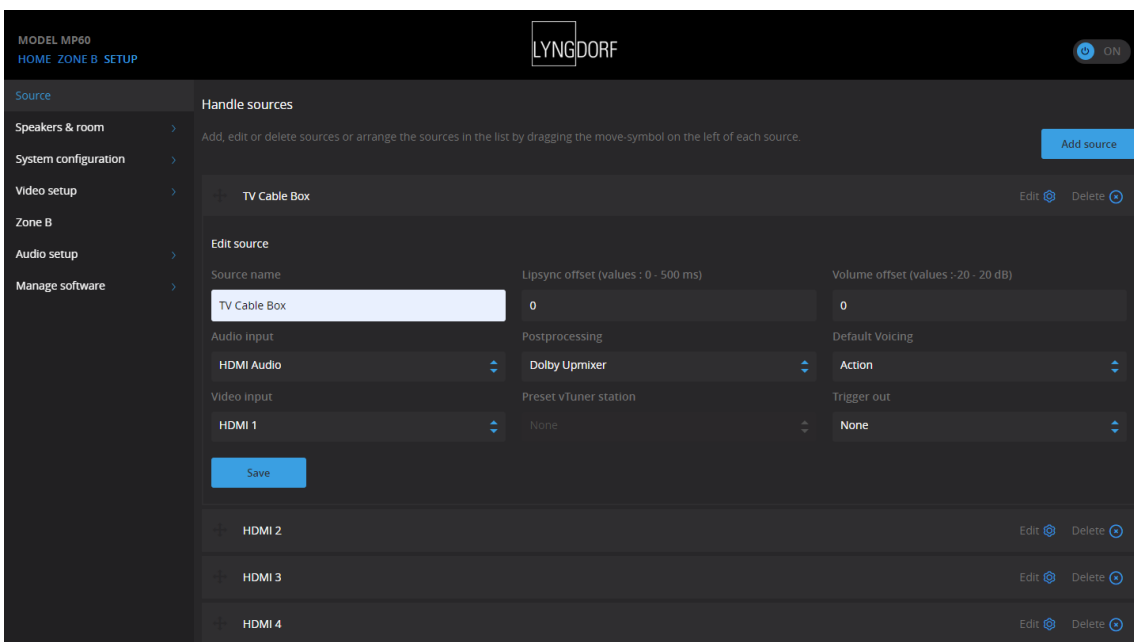 MODEL MP60
HOME ZONE B SETUP
LYNGDORF
ON
Source
Speakers & room
System configuration
Video setup
Zone B
Audio setup
Manage software
Handle sources
Add, edit or delete sources or arrange the sources in the list by dragging the move-symbol on the left of each source.
Add source
TV Cable Box
Edit Delete
Edit source
Source name Lipsync offset (values : 0 - 500 ms) Volume offset (values :-20 - 20 dB)
TV Cable Box 0 0
Audio input Postprocessing Default Voicing
HDMI Audio Dolby Upmixer Action
Video input Preset vTuner station Trigger out
HDMI 1 None None
Save
HDMI 2 Edit Delete
HDMI 3 Edit Delete
HDMI 4 Edit Delete